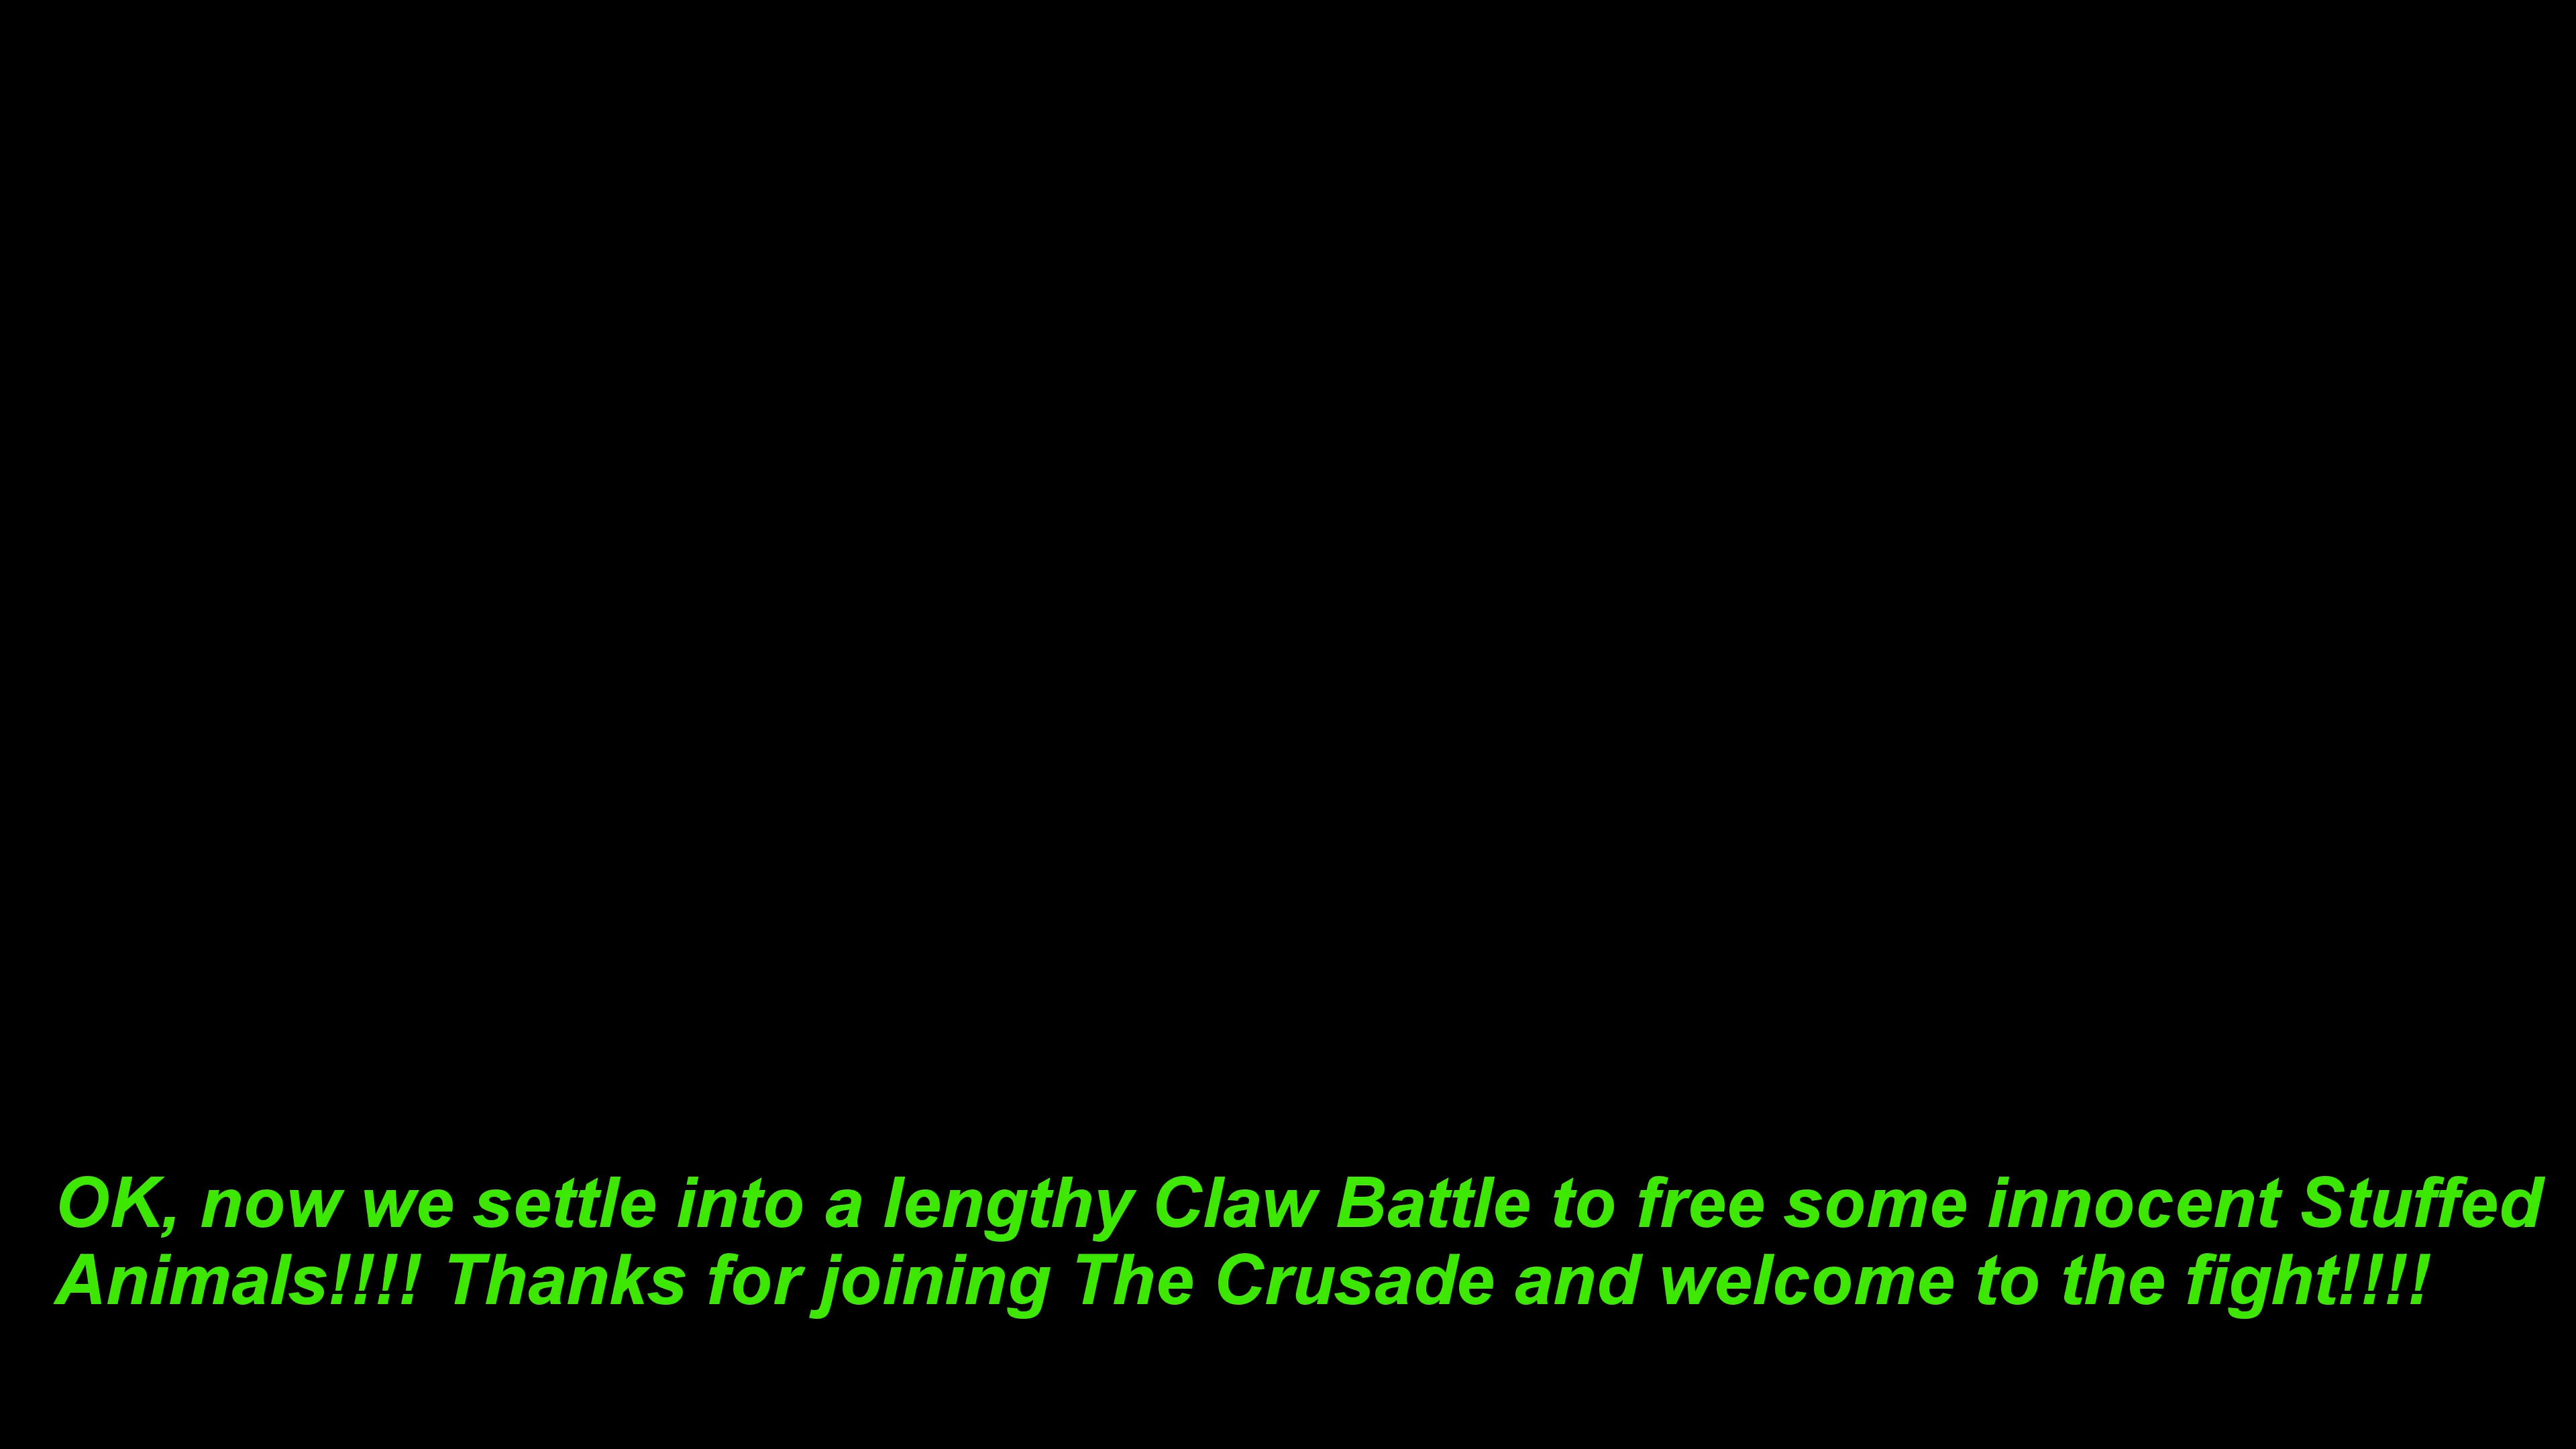 OK, now we settle into a lengthy Claw Battle to free some innocent Stuffed
Animals!!!! Thanks for joining The Crusade and welcome to the fight!!!!